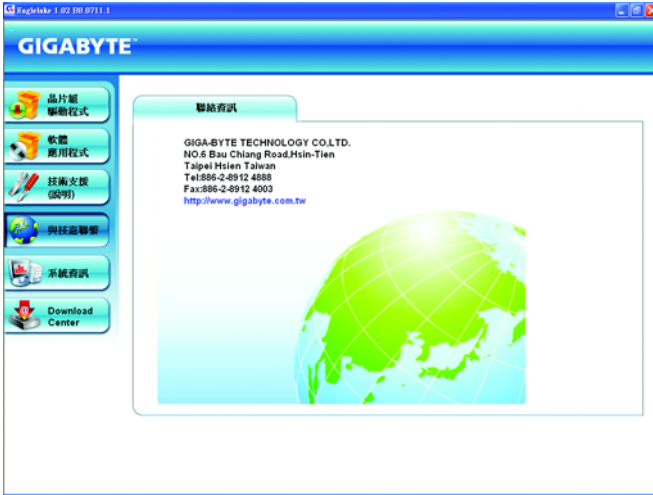 Eaglelake 1.02 B8.0711.1
GIGABYTE™
晶片組
驅動程式
軟體
應用程式
技術支援
(說明)
與技嘉聯繫
系統資訊
Download
Center
聯絡資訊
GIGA-BYTE TECHNOLOGY CO,LTD.
NO.6 Bau Chiang Road,Hsin-Tien
Taipei Hsien Taiwan
Tel:886-2-8912 4888
Fax:886-2-8912 4003
http://www.gigabyte.com.tw